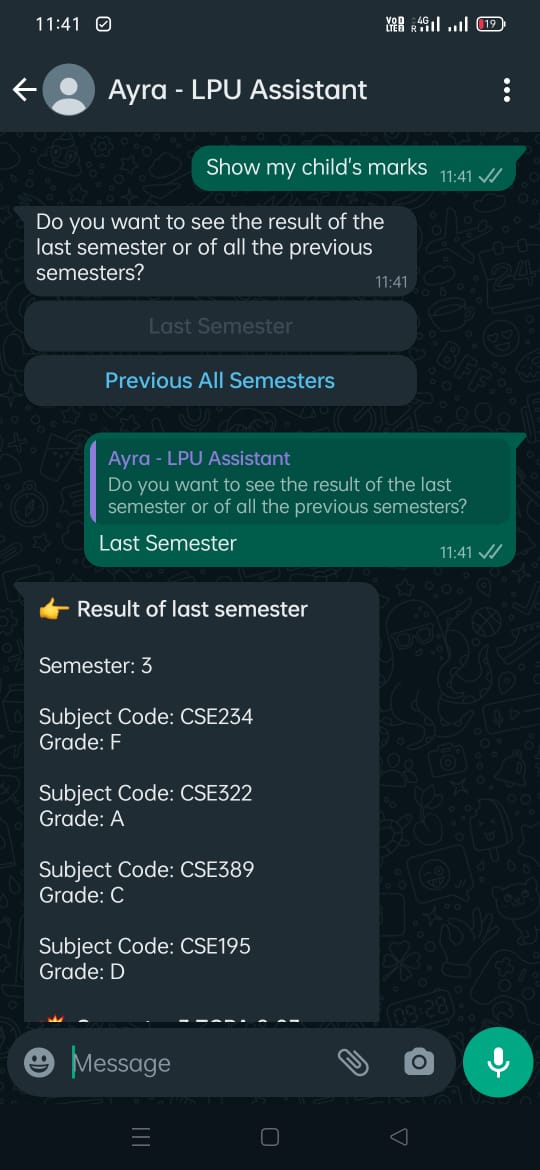 11:41
VoD
LTED
4G
R
19
Ayra - LPU Assistant
Show my child's marks
11:41
Do you want to see the result of the
last semester or of all the previous
semesters?
11:41
Last Semester
Previous All Semesters
Ayra - LPU Assistant
Do you want to see the result of the last
semester or of all the previous semesters?
Last Semester
11:41
👉 Result of last semester
Semester: 3
Subject Code: CSE234
Grade: F
Subject Code: CSE322
Grade: A
Subject Code: CSE389
Grade: C
Subject Code: CSE195
Grade: D
Message